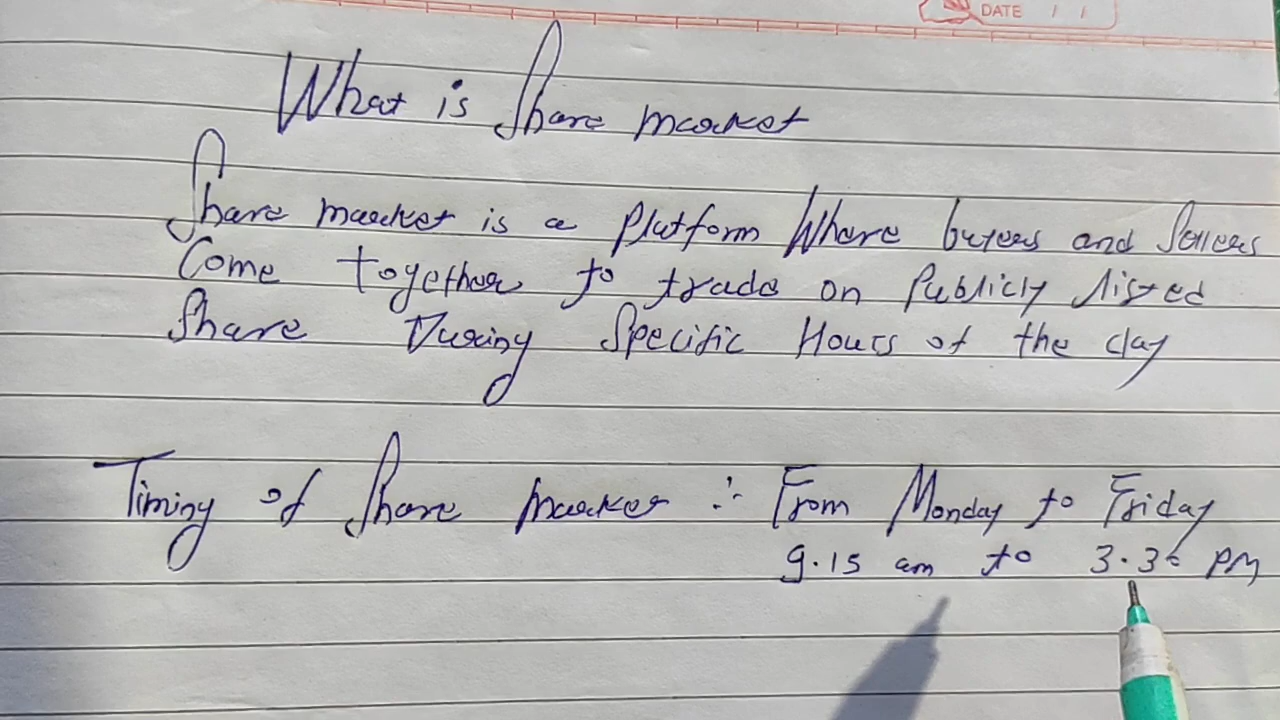 DATE / /
What is Share market
Share market is a Platform Where buyers and Sellers
Come together to trade on Publicly listed
Share During Specific Hours of the day
Timing of Share market : From Monday to Friday
9.15 am to 3.30 PM